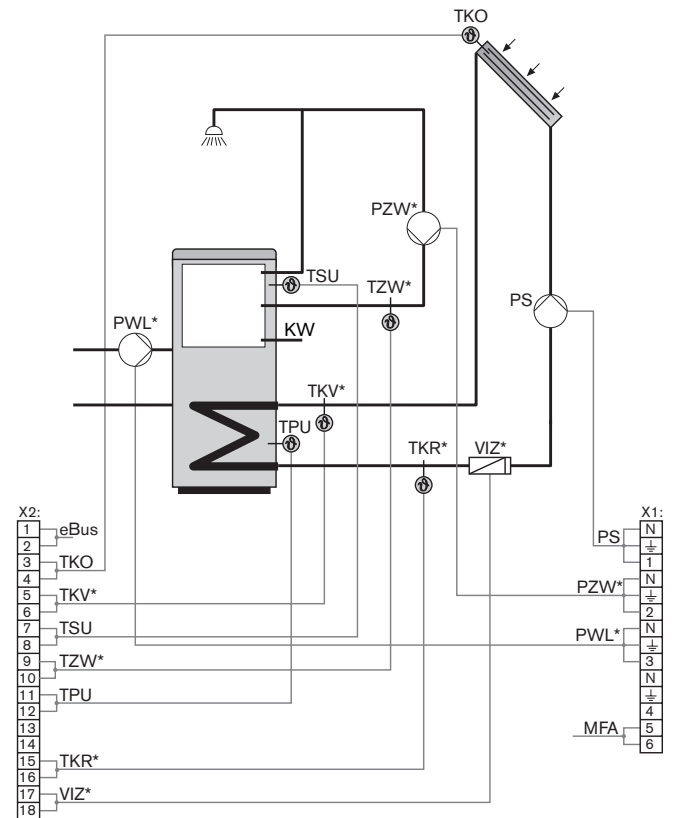 TKO
PZW*
TSU
TZW*
PS
PWL*
KW
TKV*
TPU
TKR*
VIZ*
X2:
1
eBus
2
3
TKO
4
5
TKV*
6
7
TSU
8
9
TZW*
10
11
TPU
12
13
14
15
TKR*
16
17
VIZ*
18
X1:
PS
N
1
PZW*
N
2
PWL*
N
3
N
4
MFA
5
6